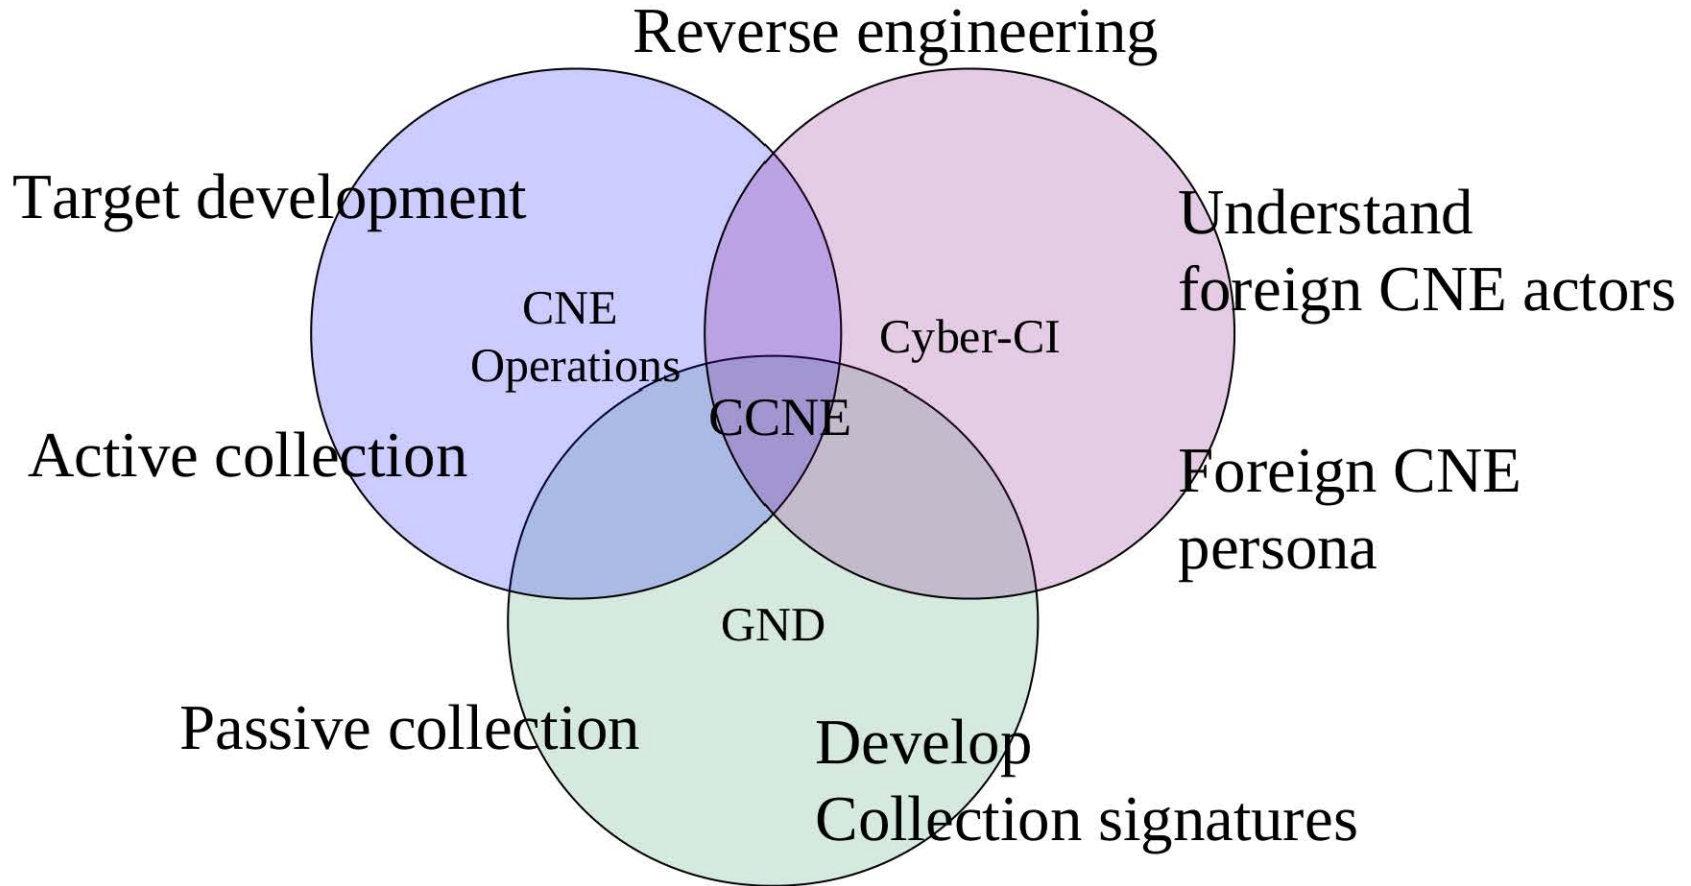 Reverse engineering
Target development
Understand
foreign CNE actors
CNE
Operations
Cyber-CI
CCNE
Active collection
Foreign CNE
persona
GND
Passive collection
Develop
Collection signatures